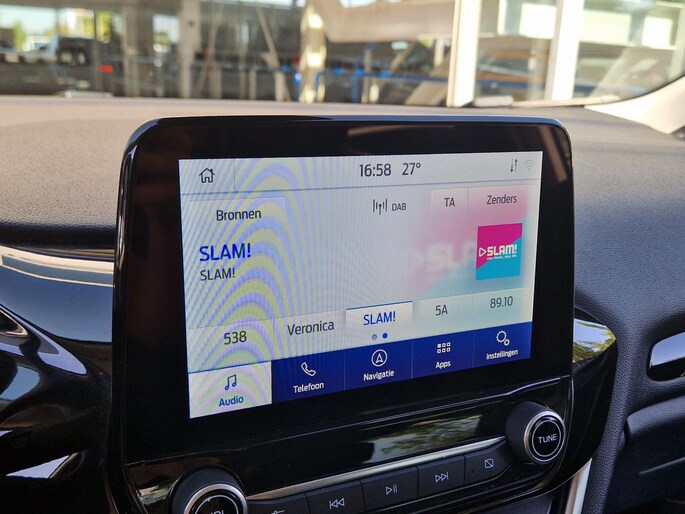 16:58 27°
Bronnen DAB TA Zenders
SLAM!
SLAM!
SLAM!
538 Veronica SLAM! 5A 89.10
Audio Telefoon Navigatie Apps Instellingen
VOL TUNE